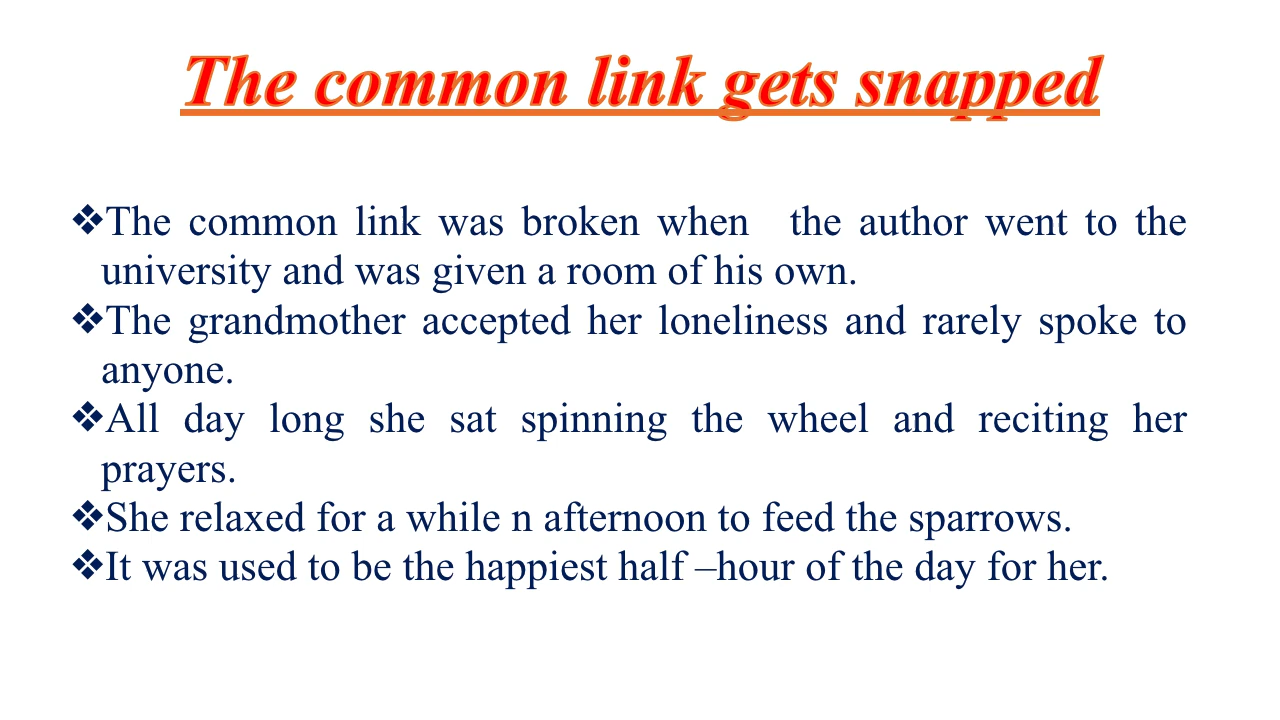 The common link gets snapped
❖The common link was broken when  the author went to the
university and was given a room of his own.
❖The grandmother accepted her loneliness and rarely spoke to
anyone.
❖All day long she sat spinning the wheel and reciting her
prayers.
❖She relaxed for a while n afternoon to feed the sparrows.
❖It was used to be the happiest half –hour of the day for her.